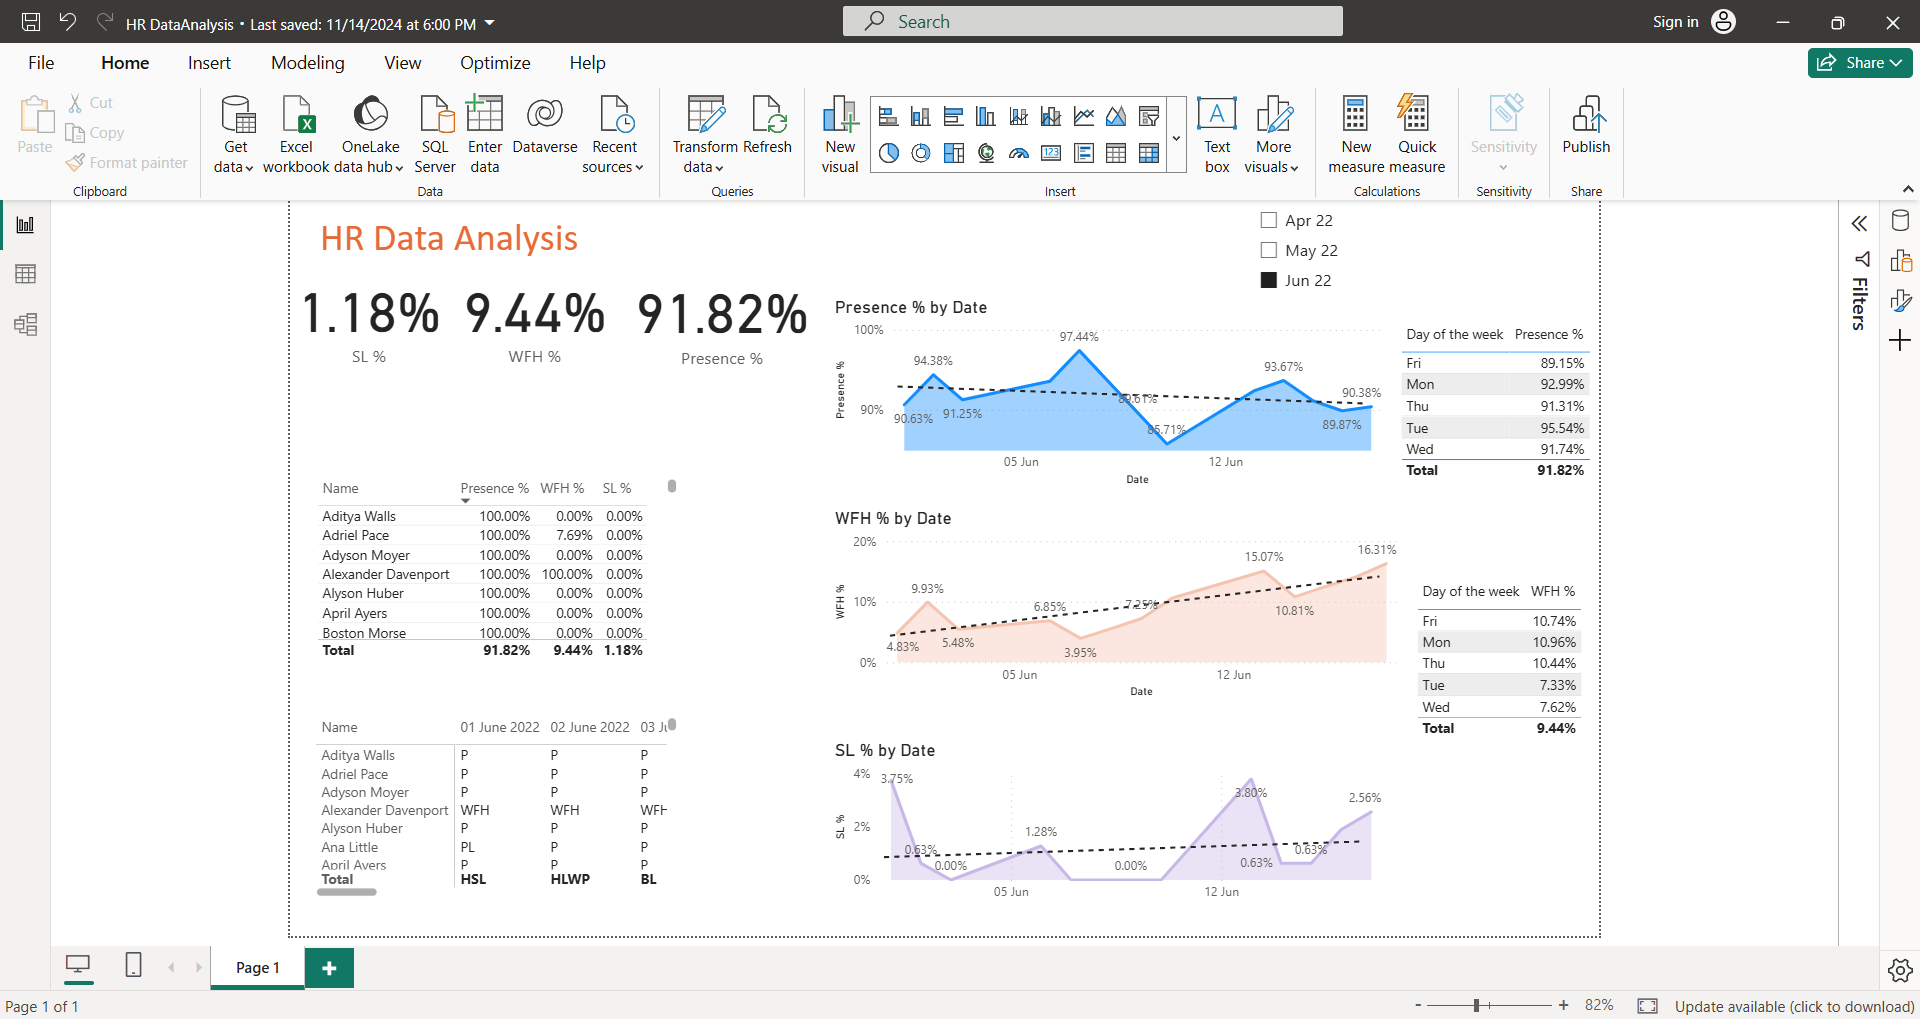 HR DataAnalysis • Last saved: 11/14/2024 at 6:00 PM
Search
Sign in
File Home Insert Modeling View Optimize Help
Share
Paste
Cut
Copy
Format painter
Clipboard
Get data
Excel workbook
OneLake data hub
SQL Server
Enter data
Dataverse
Recent sources
Data
Transform data
Refresh
Queries
New visual
123
Text box
More visuals
Insert
New measure
Quick measure
Calculations
Sensitivity
Sensitivity
Publish
Share
HR Data Analysis
Apr 22
May 22
Jun 22
1.18% 9.44% 91.82%
SL % WFH % Presence %
Presence % by Date
Presence %
100%
90%
90.63% 94.38% 91.25% 97.44% 89.61% 85.71% 93.67% 89.87% 90.38%
05 Jun 12 Jun
Date
Day of the week Presence %
Fri 89.15%
Mon 92.99%
Thu 91.31%
Tue 95.54%
Wed 91.74%
Total 91.82%
Filters
Name Presence % WFH % SL %
Aditya Walls 100.00% 0.00% 0.00%
Adriel Pace 100.00% 7.69% 0.00%
Adyson Moyer 100.00% 0.00% 0.00%
Alexander Davenport 100.00% 100.00% 0.00%
Alyson Huber 100.00% 0.00% 0.00%
April Ayers 100.00% 0.00% 0.00%
Boston Morse 100.00% 0.00% 0.00%
Total 91.82% 9.44% 1.18%
WFH % by Date
WFH %
20%
10%
0%
4.83% 9.93% 5.48% 6.85% 3.95% 7.25% 15.07% 10.81% 16.31%
05 Jun 12 Jun
Date
Day of the week WFH %
Fri 10.74%
Mon 10.96%
Thu 10.44%
Tue 7.33%
Wed 7.62%
Total 9.44%
Name 01 June 2022 02 June 2022 03 Ju
Aditya Walls P P P
Adriel Pace P P P
Adyson Moyer P P P
Alexander Davenport WFH WFH WFH
Alyson Huber P P P
Ana Little PL P P
April Ayers P P P
Total HSL HLWP BL
SL % by Date
SL %
4%
2%
0%
3.75% 0.63% 0.00% 1.28% 0.00% 3.80% 0.63% 0.63% 2.56%
05 Jun 12 Jun
Page 1
Page 1 of 1
- + 82%
Update available (click to download)